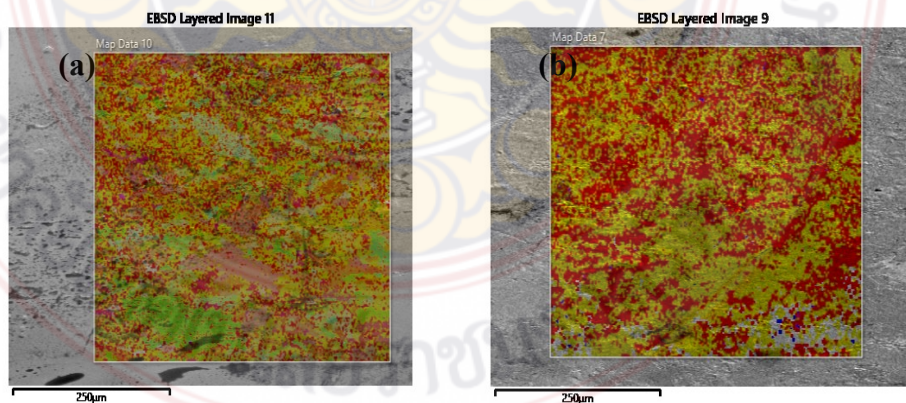 EBSD Layered Image 11
Map Data 10
(a)
250μm
EBSD Layered Image 9
Map Data 7
(b)
250μm